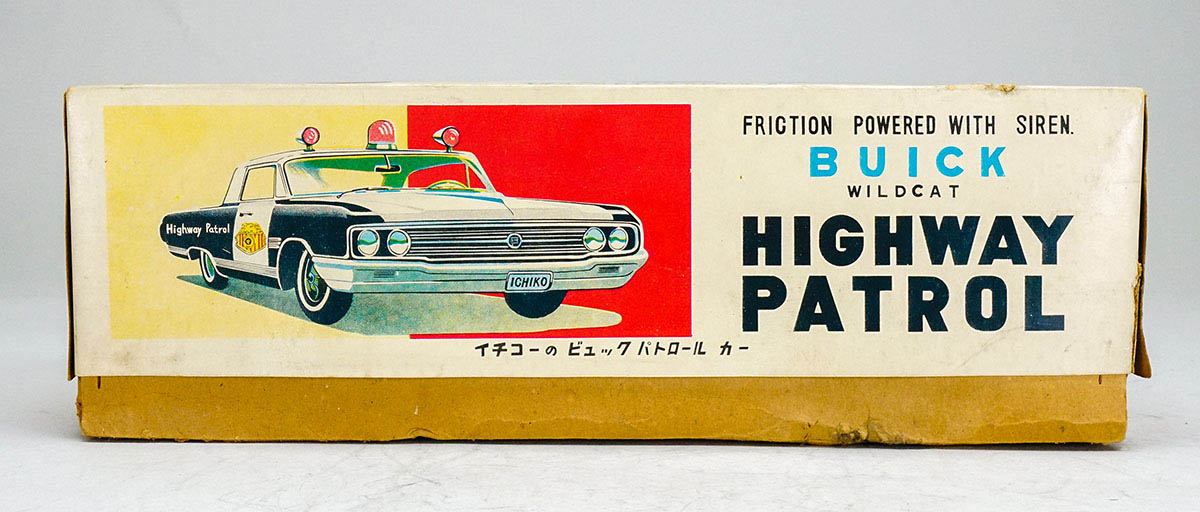 FRICTION POWERED WITH SIREN.
BUICK
WILDCAT
HIGHWAY
PATROL
Highway Patrol
ICHIKO
イチコーの ビュック パトロール カー